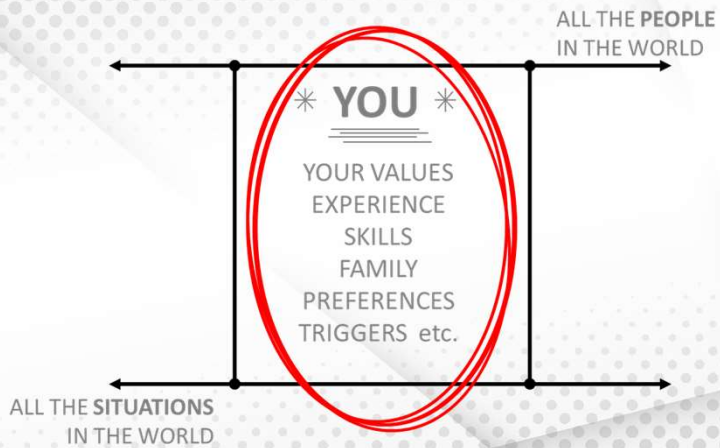 ALL THE PEOPLE
IN THE WORLD
* YOU *
YOUR VALUES
EXPERIENCE
SKILLS
FAMILY
PREFERENCES
TRIGGERS etc.
ALL THE SITUATIONS
IN THE WORLD